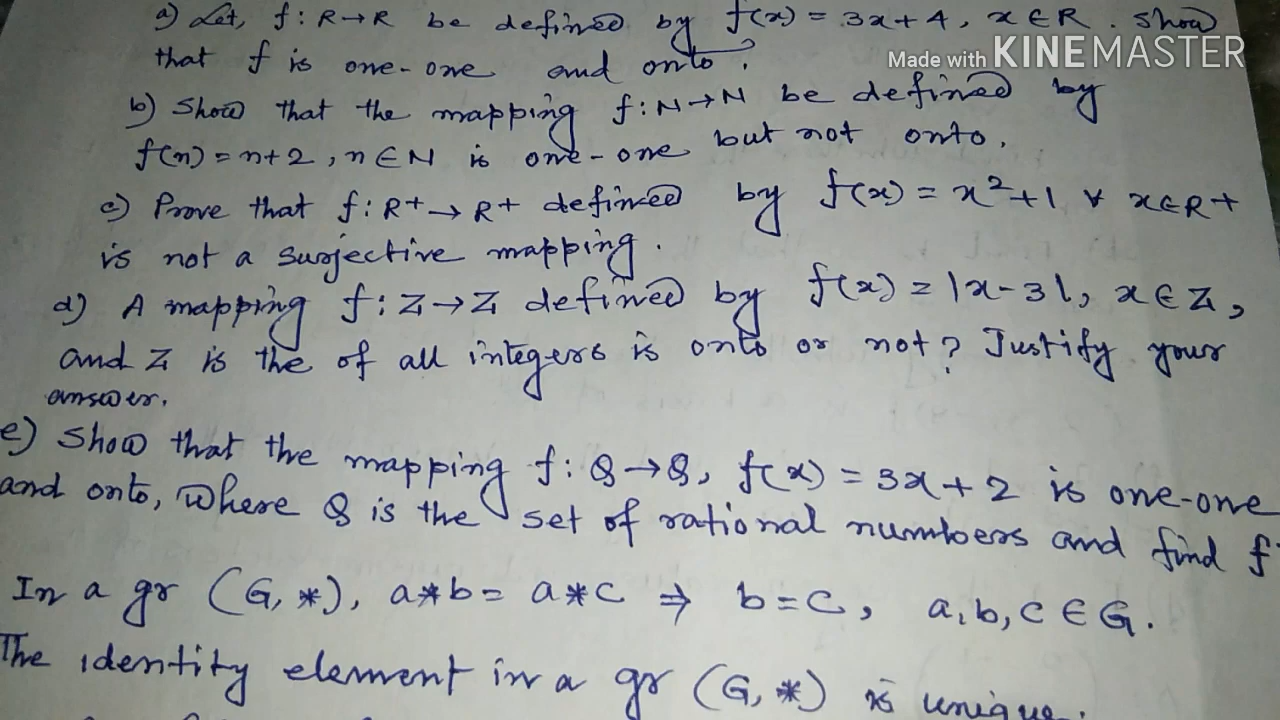 a) Let, f: R→R be defined by f(x) = 3x+4, x∈R. Show
Made with KINEMASTER
that f is one-one and onto.
b) Show that the mapping f: N→N be defined by
f(n) = n+2, n∈N is one-one but not onto.
c) Prove that f: R+ → R+ defined by f(x) = x²+1 ∀ x∈R+
is not a surjective mapping.
d) A mapping f: Z→Z defined by f(x) = |x-3|, x∈Z,
and Z is the of all integers is onto or not? Justify your
answer.
e) Show that the mapping f: Q→Q, f(x) = 3x+2 is one-one
and onto, where Q is the set of rational numbers and find f
In a gr (G, *), a*b = a*c ⇒ b=c, a,b,c ∈ G.
The identity element in a gr (G, *) is unique.